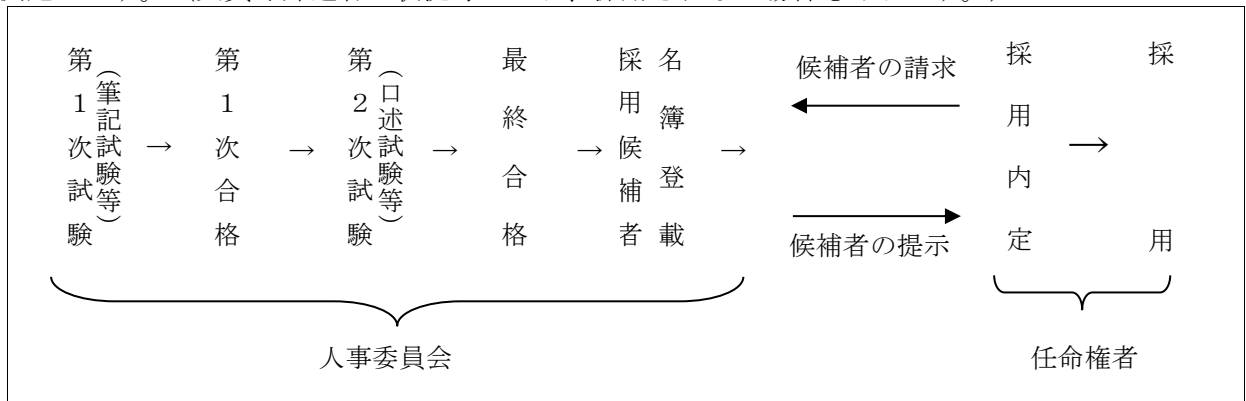 第１次試験
（筆記試験等）
→
第１次合格
→
第２次試験
（口述試験等）
→
最終合格
→
採用候補者
名簿登載
→
候補者の請求
候補者の提示
採用内定
→
採用
人事委員会
任命権者